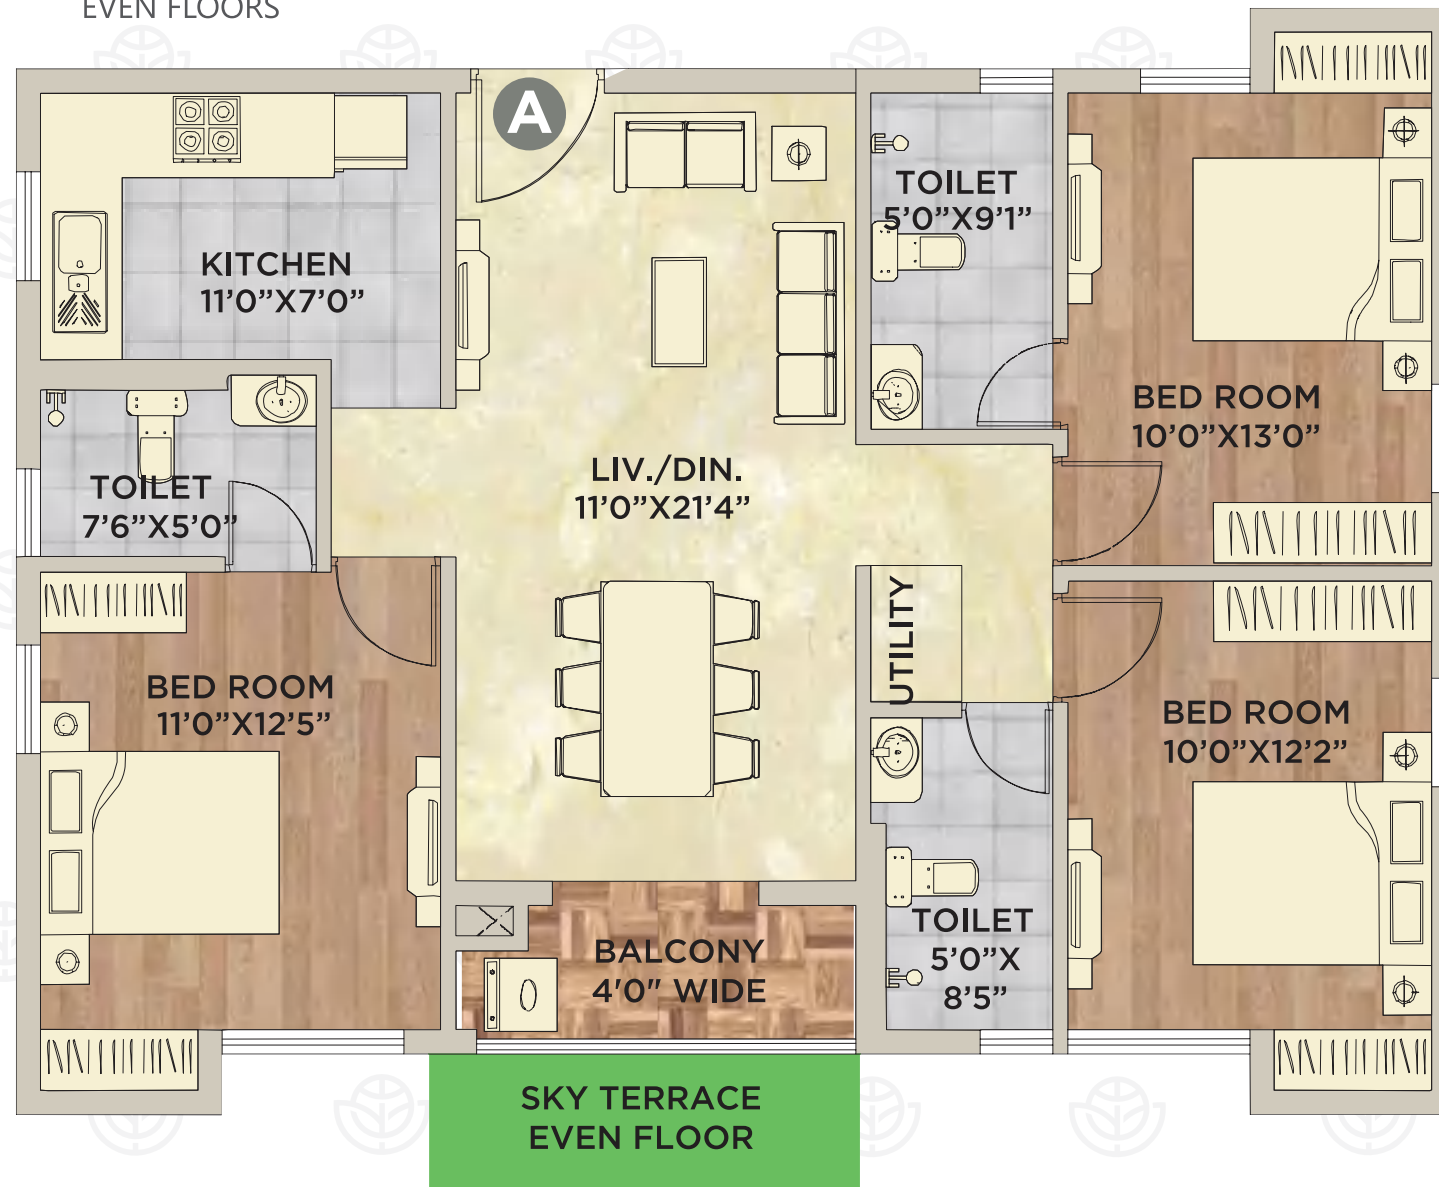 EVEN FLOORS
A
KITCHEN
11’0”X7’0”
TOILET
5’0”X9’1”
BED ROOM
10’0”X13’0”
LIV./DIN.
11’0”X21’4”
TOILET
7’6”X5’0”
UTILITY
BED ROOM
11’0”X12’5”
BED ROOM
10’0”X12’2”
TOILET
5’0”X
8’5”
BALCONY
4'0" WIDE
SKY TERRACE
EVEN FLOOR